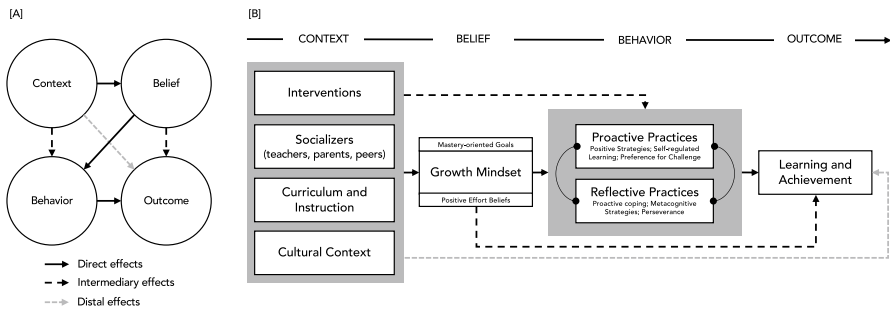 [A]
Context
Belief
Behavior
Outcome
Direct effects
Intermediary effects
Distal effects
[B]
CONTEXT
BELIEF
BEHAVIOR
OUTCOME
Interventions
Socializers
(teachers, parents, peers)
Curriculum and
Instruction
Cultural Context
Mastery-oriented Goals
Growth Mindset
Positive Effort Beliefs
Proactive Practices
Positive Strategies; Self-regulated
Learning; Preference for Challenge
Reflective Practices
Proactive coping; Metacognitive
Strategies; Perseverance
Learning and
Achievement